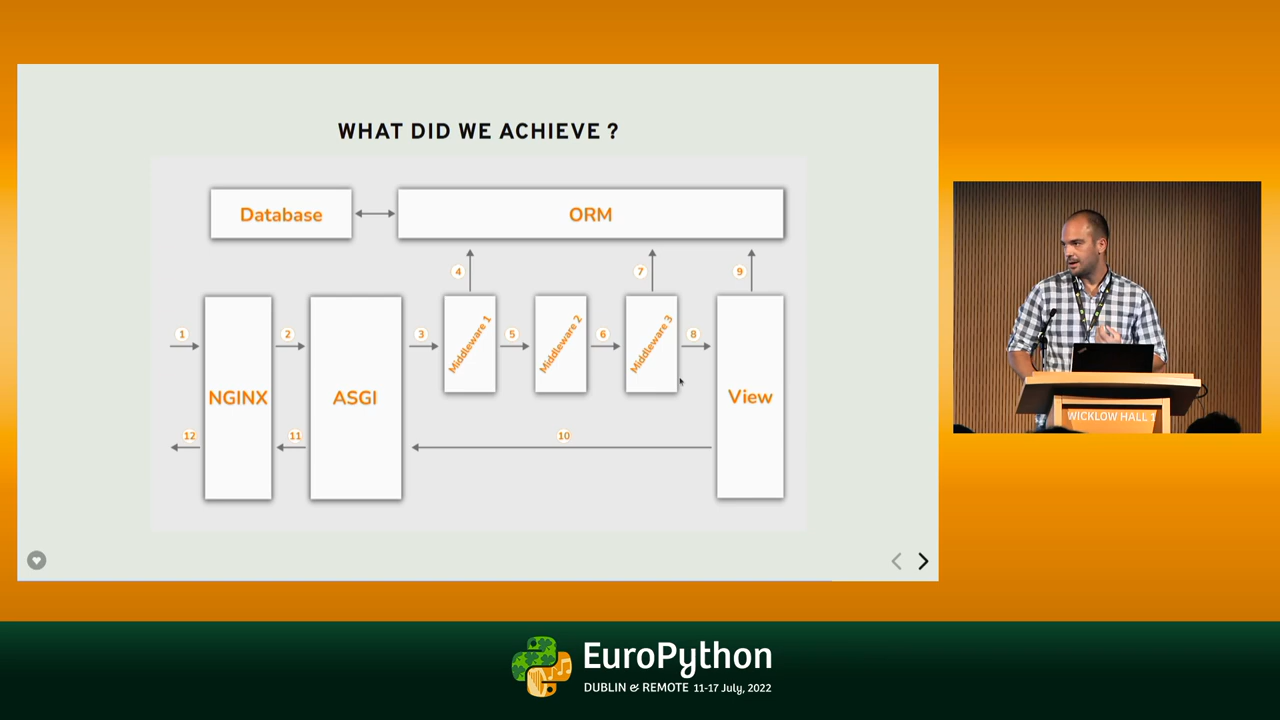 WHAT DID WE ACHIEVE ?
Database
ORM
4
7
9
1
2
3
5
6
8
Middleware 1
Middleware 2
Middleware 3
NGINX
ASGI
View
12
11
10
WICKLOW HALL 1
EuroPython
DUBLIN & REMOTE 11-17 July, 2022